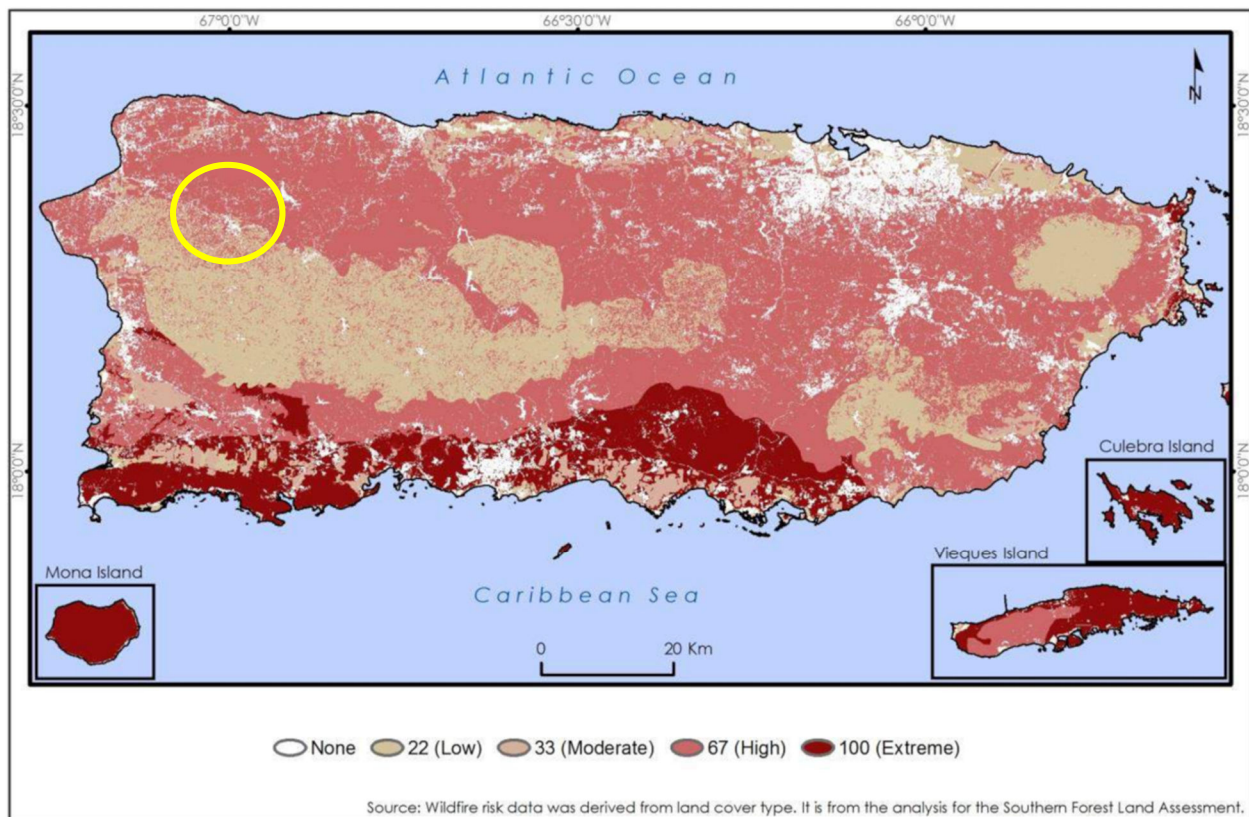 67°0'0"W 66°30'0"W 66°0'0"W
Atlantic Ocean
N
18°30'0"N
18°30'0"N
18°0'0"N
18°0'0"N
Culebra Island
Vieques Island
Mona Island
Caribbean Sea
0 20 Km
None 22 (Low) 33 (Moderate) 67 (High) 100 (Extreme)
Source: Wildfire risk data was derived from land cover type. It is from the analysis for the Southern Forest Land Assessment.